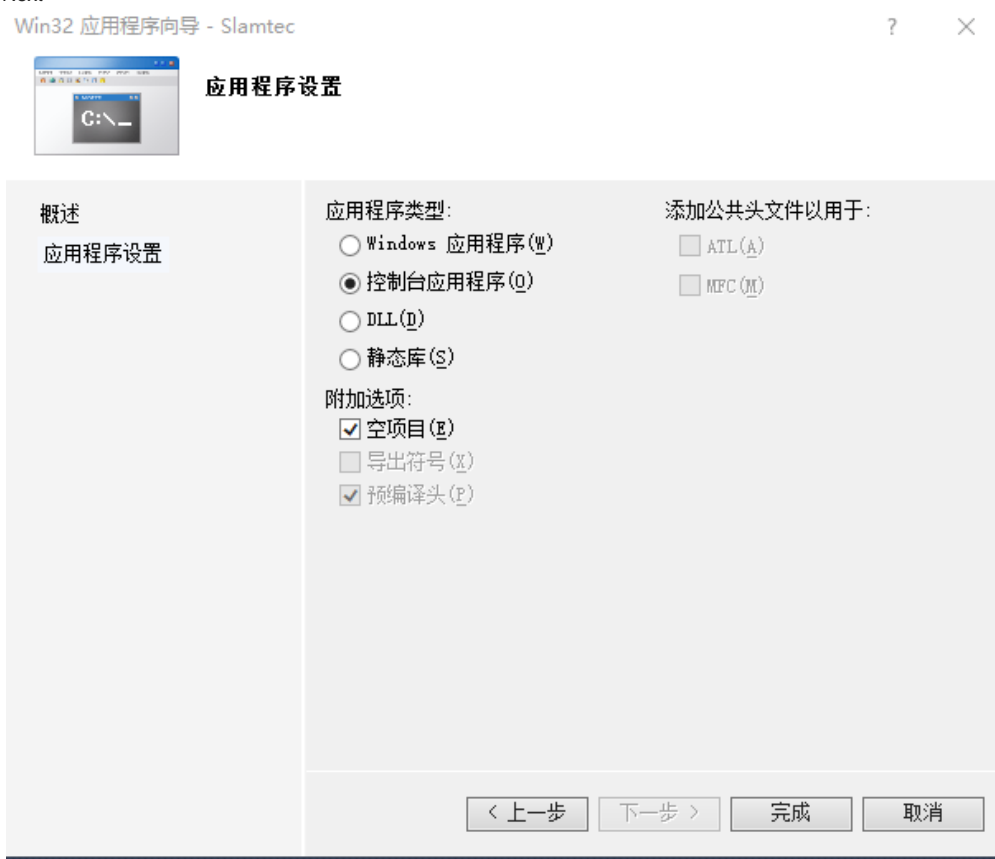 Win32 应用程序向导 - Slamtec
?
C:\_
应用程序设置
概述
应用程序设置
应用程序类型:
Windows 应用程序(W)
控制台应用程序(O)
DLL(D)
静态库(S)
附加选项:
空项目(E)
导出符号(X)
预编译头(P)
添加公共头文件以用于:
ATL(A)
MFC(M)
< 上一步
下一步 >
完成
取消